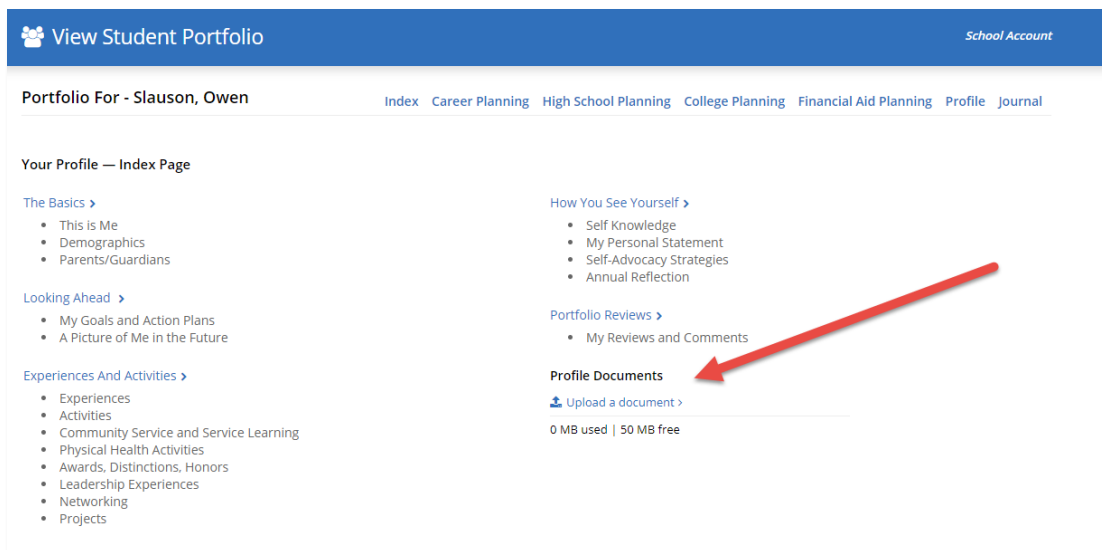 View Student Portfolio
School Account
Portfolio For - Slauson, Owen
Index Career Planning High School Planning College Planning Financial Aid Planning Profile Journal
Your Profile — Index Page
The Basics >
• This is Me
• Demographics
• Parents/Guardians
Looking Ahead >
• My Goals and Action Plans
• A Picture of Me in the Future
Experiences And Activities >
• Experiences
• Activities
• Community Service and Service Learning
• Physical Health Activities
• Awards, Distinctions, Honors
• Leadership Experiences
• Networking
• Projects
How You See Yourself >
• Self Knowledge
• My Personal Statement
• Self-Advocacy Strategies
• Annual Reflection
Portfolio Reviews >
• My Reviews and Comments
Profile Documents
Upload a document >
0 MB used | 50 MB free